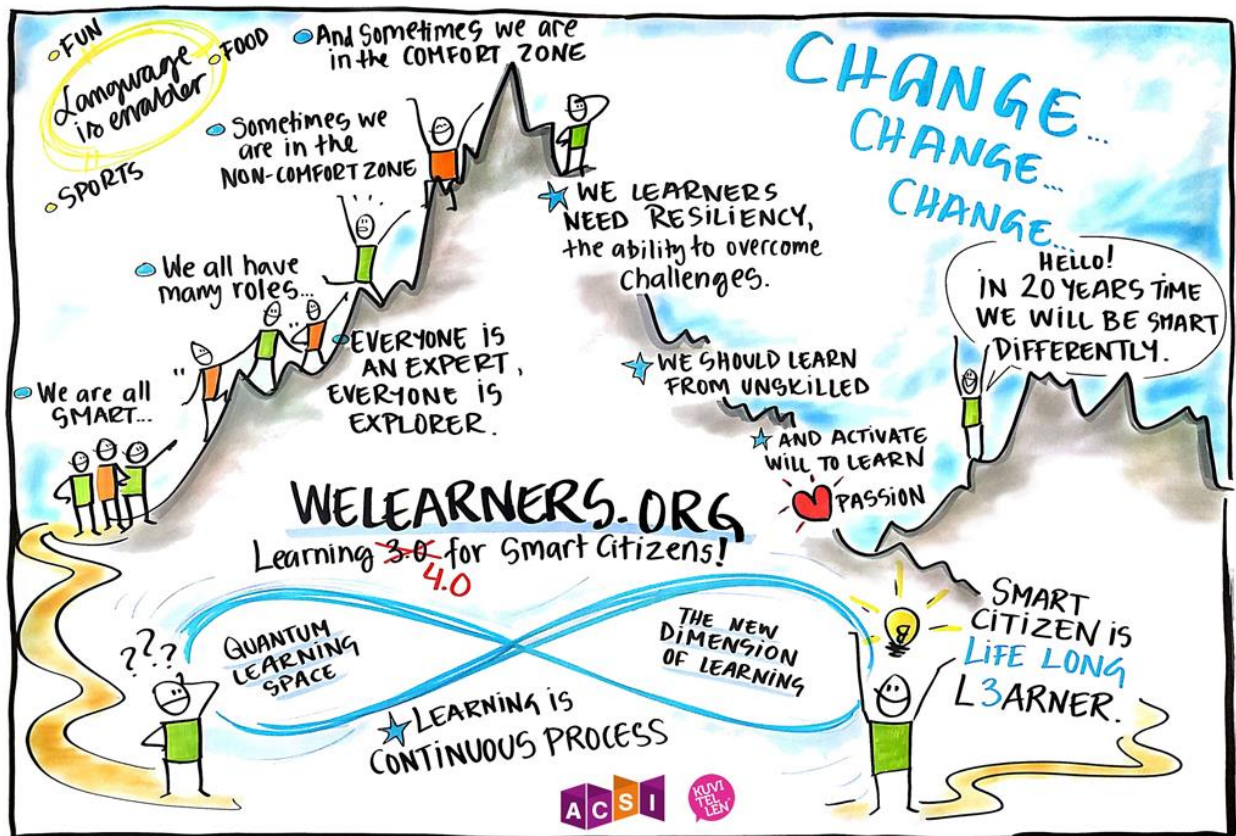 FUN
Language
is enabler
FOOD
SPORTS
And sometimes we are
in the COMFORT ZONE
Sometimes we
are in the
NON-COMFORT ZONE
We all have
many roles...
We are all
SMART...
EVERYONE IS
AN EXPERT,
EVERYONE IS
EXPLORER.
CHANGE...
CHANGE...
CHANGE...
WE LEARNERS
NEED RESILIENCY,
the ability to overcome
challenges.
WE SHOULD LEARN
FROM UNSKILLED
AND ACTIVATE
WILL TO LEARN
PASSION
HELLO!
IN 20 YEARS TIME
WE WILL BE SMART
DIFFERENTLY.
WELEARNERS.ORG
Learning 3.0 for Smart Citizens!
4.0
???
QUANTUM
LEARNING
SPACE
THE NEW
DIMENSION
OF LEARNING
LEARNING IS
CONTINUOUS PROCESS
SMART
CITIZEN IS
LIFE LONG
L3ARNER.
ACSI
KUVI
TEL
LEN